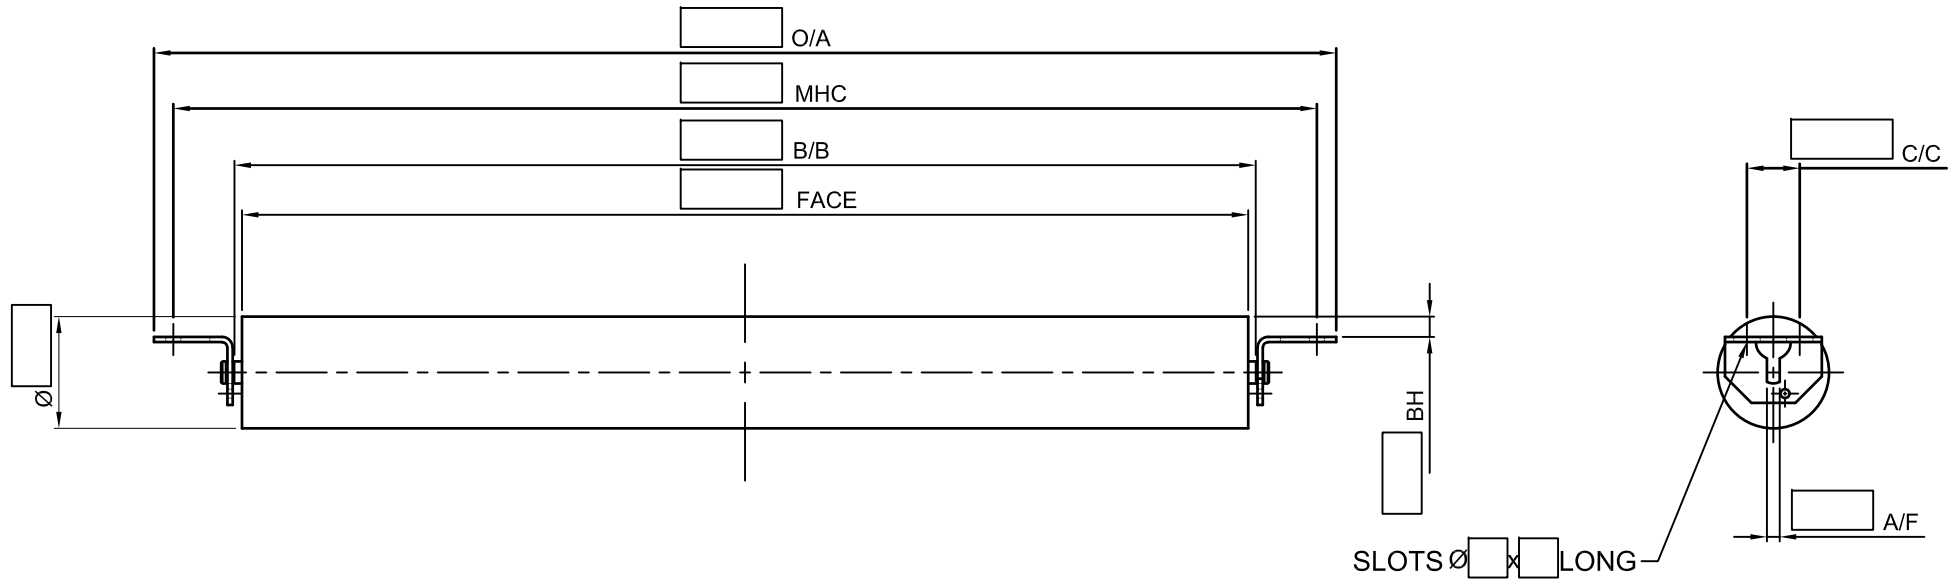 O/A
MHC
B/B
FACE
C/C
Ø
BH
A/F
SLOTS Ø x LONG